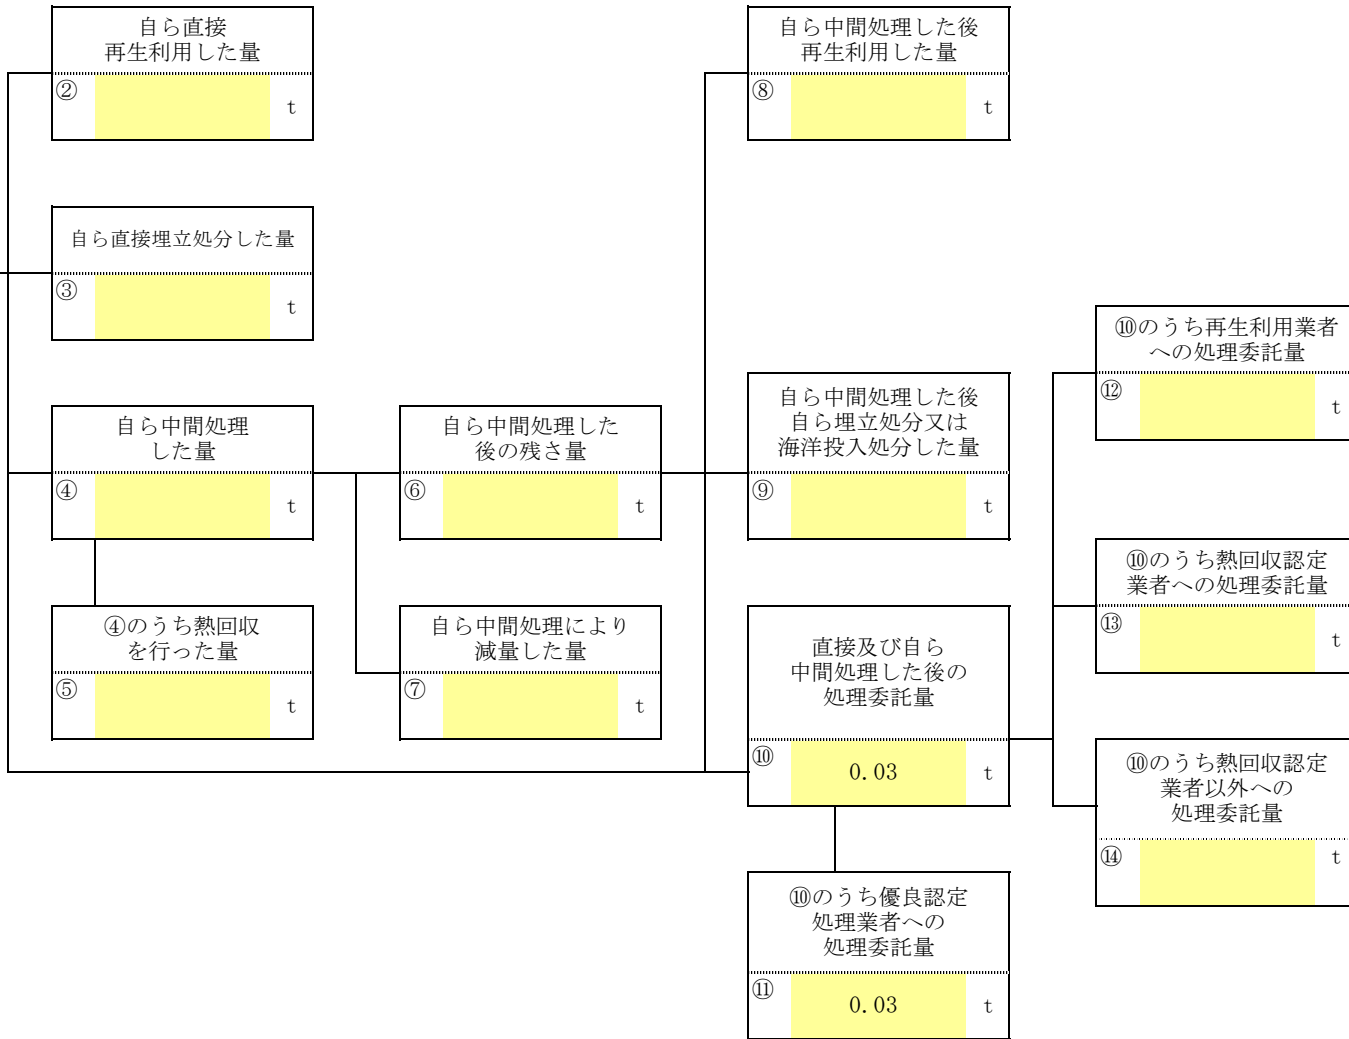 自ら直接
再生利用した量
②
t
自ら中間処理した後
再生利用した量
⑧
t
自ら直接埋立処分した量
③
t
⑩のうち再生利用業者
への処理委託量
⑫
t
自ら中間処理
した量
④
t
自ら中間処理した
後の残さ量
⑥
t
自ら中間処理した後
自ら埋立処分又は
海洋投入処分した量
⑨
t
⑩のうち熱回収認定
業者への処理委託量
⑬
t
④のうち熱回収
を行った量
⑤
t
自ら中間処理により
減量した量
⑦
t
直接及び自ら
中間処理した後の
処理委託量
⑩ 0.03 t
⑩のうち熱回収認定
業者以外への
処理委託量
⑭
t
⑩のうち優良認定
処理業者への
処理委託量
⑪ 0.03 t